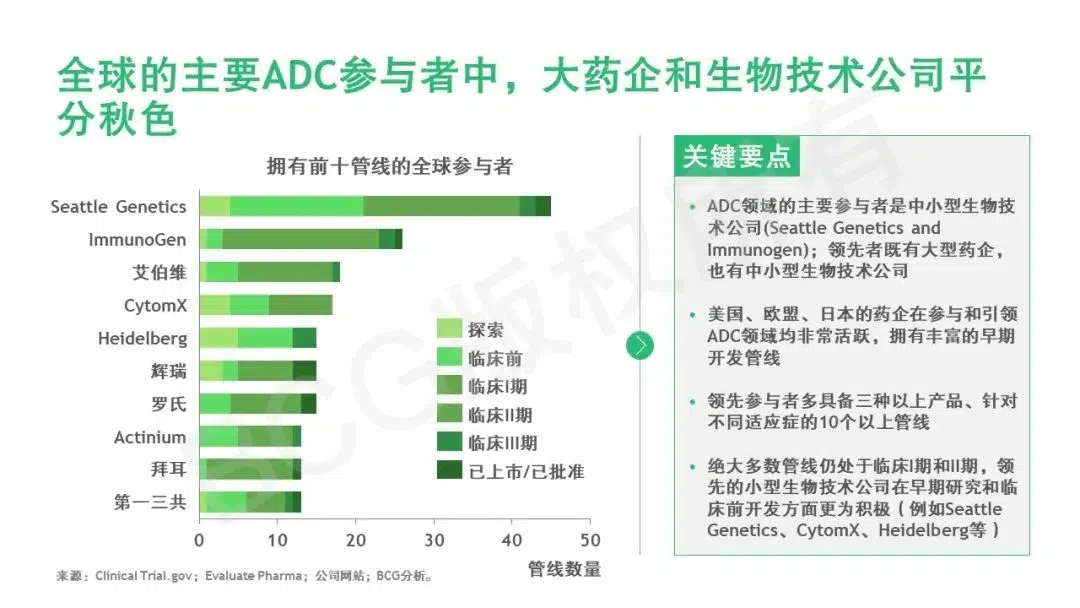 全球的主要ADC参与者中，大药企和生物技术公司平
分秋色
拥有前十管线的全球参与者
Seattle Genetics
ImmunoGen
艾伯维
CytomX
Heidelberg
辉瑞
罗氏
Actinium
拜耳
第一三共
0
10
20
30
40
50
管线数量
探索
临床前
临床I期
临床II期
临床III期
已上市/已批准
关键要点
• ADC领域的主要参与者是中小型生物技
术公司(Seattle Genetics and
Immunogen)；领先者既有大型药企，
也有中小型生物技术公司
• 美国、欧盟、日本的药企在参与和引领
ADC领域均非常活跃，拥有丰富的早期
开发管线
• 领先参与者多具备三种以上产品、针对
不同适应症的10个以上管线
• 绝大多数管线仍处于临床I期和II期，领
先的小型生物技术公司在早期研究和临
床前开发方面更为积极（例如Seattle
Genetics、CytomX、Heidelberg等）
来源：Clinical Trial.gov；Evaluate Pharma；公司网站；BCG分析。
BCG版权所有